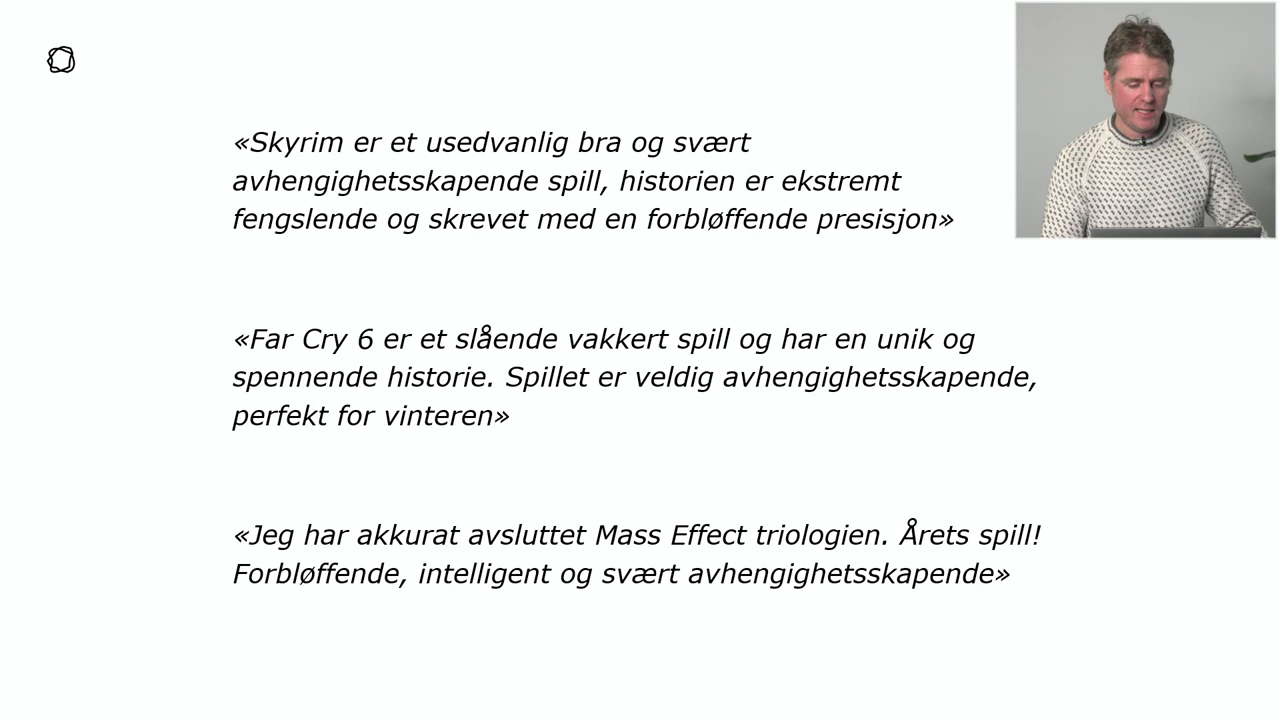 «Skyrim er et usedvanlig bra og svært
avhengighetsskapende spill, historien er ekstremt
fengslende og skrevet med en forbløffende presisjon»
«Far Cry 6 er et slående vakkert spill og har en unik og
spennende historie. Spillet er veldig avhengighetsskapende,
perfekt for vinteren»
«Jeg har akkurat avsluttet Mass Effect triologien. Årets spill!
Forbløffende, intelligent og svært avhengighetsskapende»